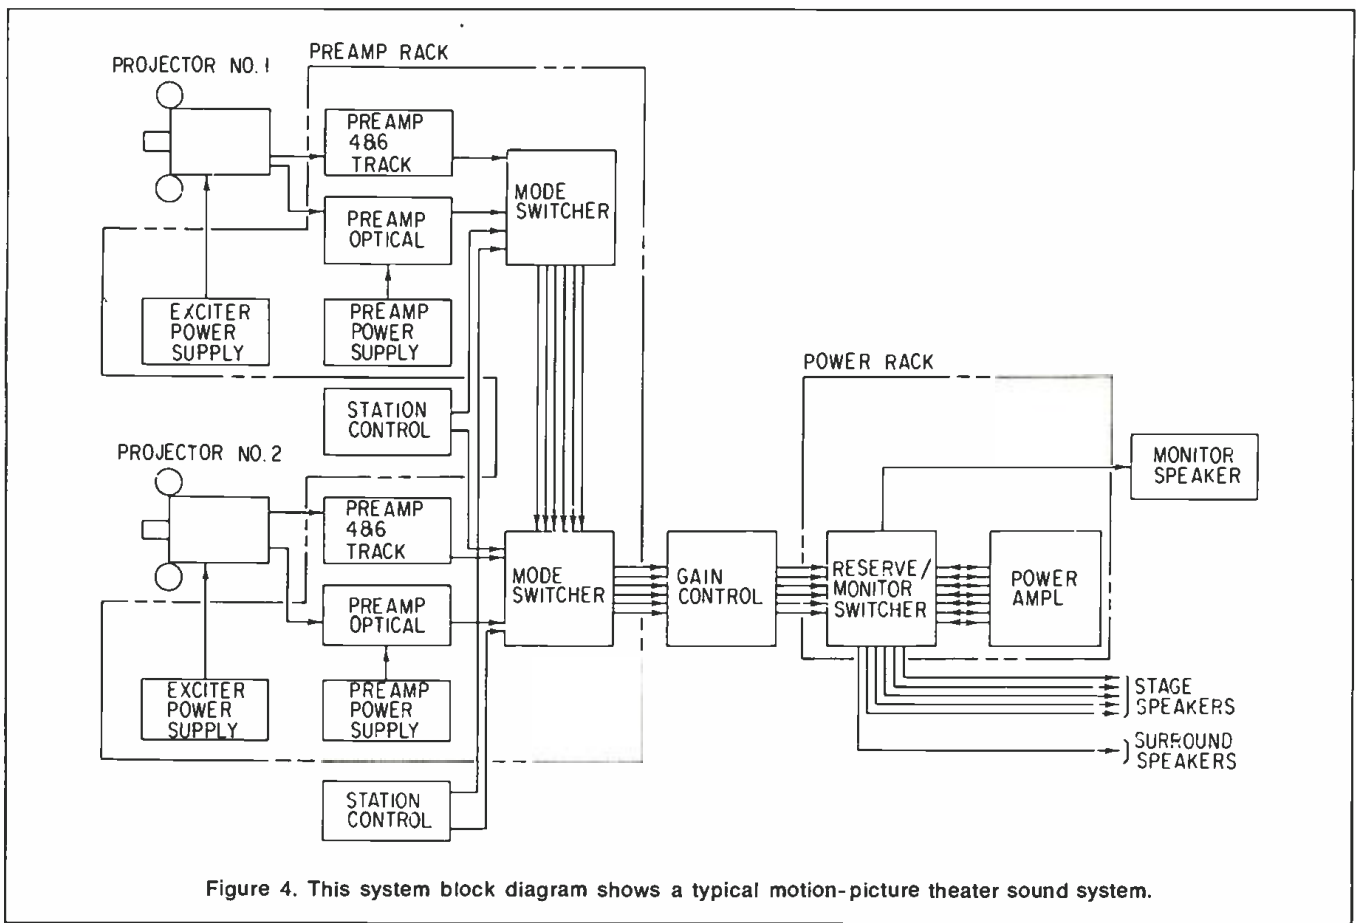 PREAMP RACK
PROJECTOR NO. 1
PREAMP
4&6
TRACK
MODE
SWITCHER
PREAMP
OPTICAL
EXCITER
POWER
SUPPLY
PREAMP
POWER
SUPPLY
STATION
CONTROL
POWER RACK
PROJECTOR NO. 2
MONITOR
SPEAKER
PREAMP
4&6
TRACK
MODE
SWITCHER
GAIN
CONTROL
RESERVE/
MONITOR
SWITCHER
POWER
AMPL
PREAMP
OPTICAL
EXCITER
POWER
SUPPLY
PREAMP
POWER
SUPPLY
STAGE
SPEAKERS
SURROUND
SPEAKERS
STATION
CONTROL
Figure 4. This system block diagram shows a typical motion-picture theater sound system.